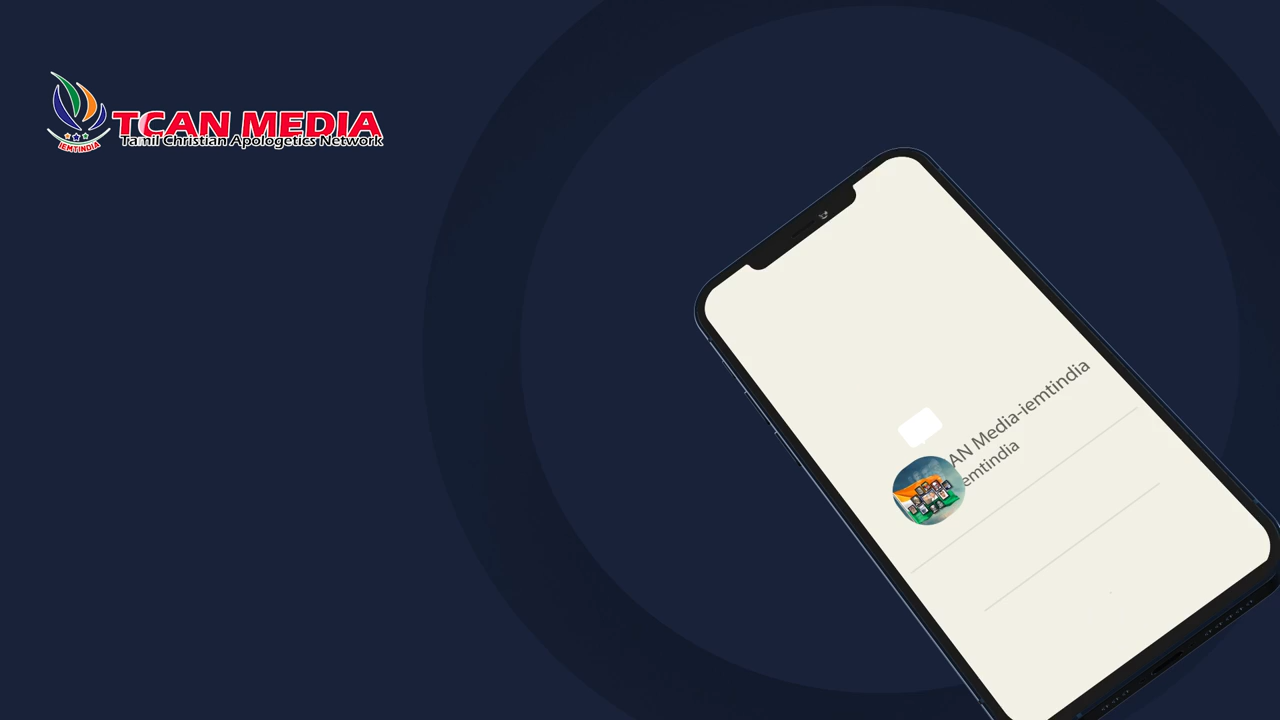 TCAN MEDIA
Tamil Christian Apologetics Network
IEMTINDIA
AN Media-iemtindia
emtindia